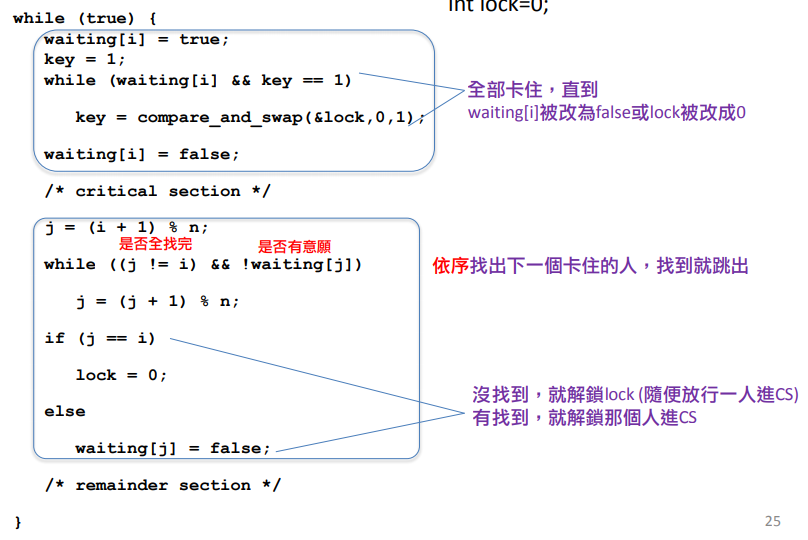 int lock=0;
while (true) {
waiting[i] = true;
key = 1;
while (waiting[i] && key == 1)
key = compare_and_swap(&lock,0,1);
waiting[i] = false;
/* critical section */
全部卡住，直到
waiting[i]被改為false或lock被改成0
j = (i + 1) % n;
是否全找完 是否有意願
while ((j != i) && !waiting[j])
j = (j + 1) % n;
依序找出下一個卡住的人，找到就跳出
if (j == i)
lock = 0;
else
waiting[j] = false;
沒找到，就解鎖lock (隨便放行一人進CS)
有找到，就解鎖那個人進CS
/* remainder section */
}
25